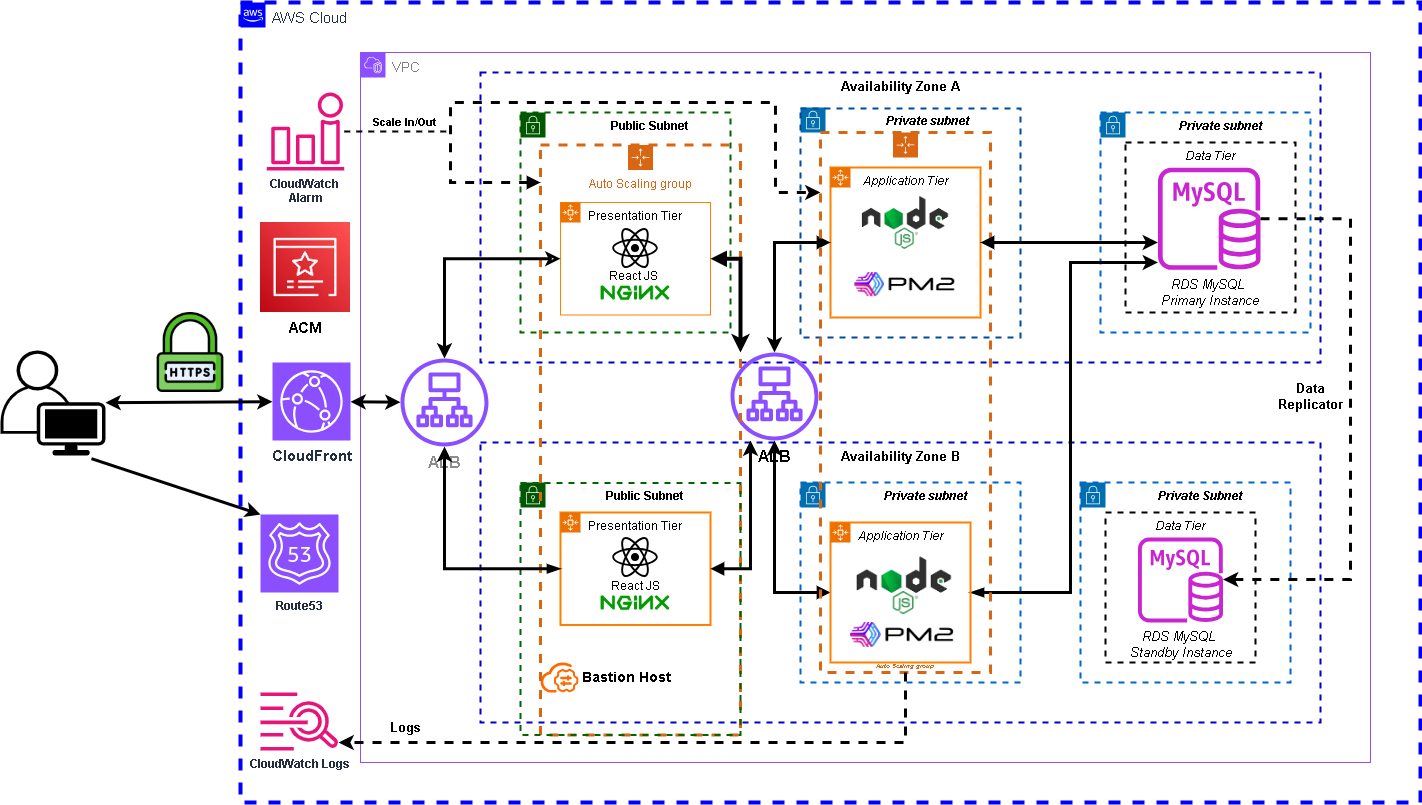 aws
AWS Cloud
VPC
Availability Zone A
Scale In/Out
Public Subnet
Private subnet
Private subnet
Data Tier
CloudWatch
Alarm
Auto Scaling group
Application Tier
MySQL
Presentation Tier
node
JS
React JS
NGINX
PM2
RDS MySQL
Primary Instance
ACM
HTTPS
Data
Replicator
CloudFront
ALB
ALB
Availability Zone B
Public Subnet
Private subnet
Private Subnet
Presentation Tier
Application Tier
Data Tier
53
MySQL
React JS
NGINX
node
JS
Route53
PM2
RDS MySQL
Standby Instance
Auto Scaling group
Bastion Host
Logs
CloudWatch Logs